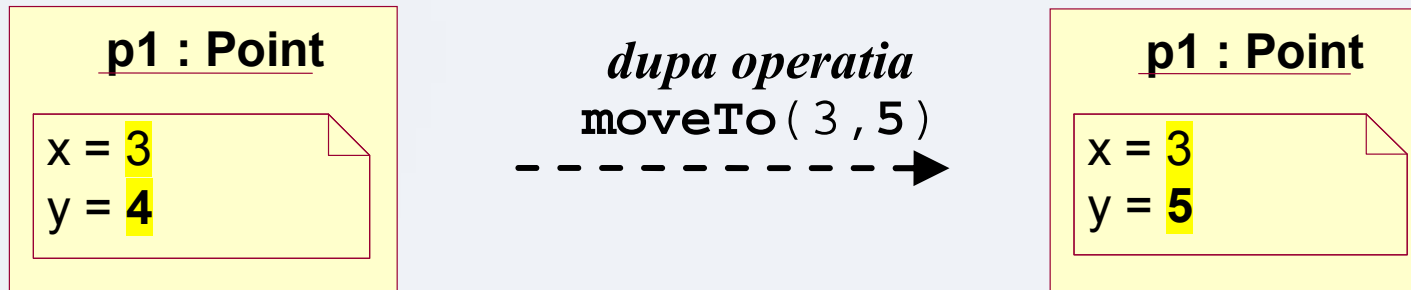 p1 : Point
x = 3
y = 4
dupa operatia
moveTo(3,5)
p1 : Point
x = 3
y = 5